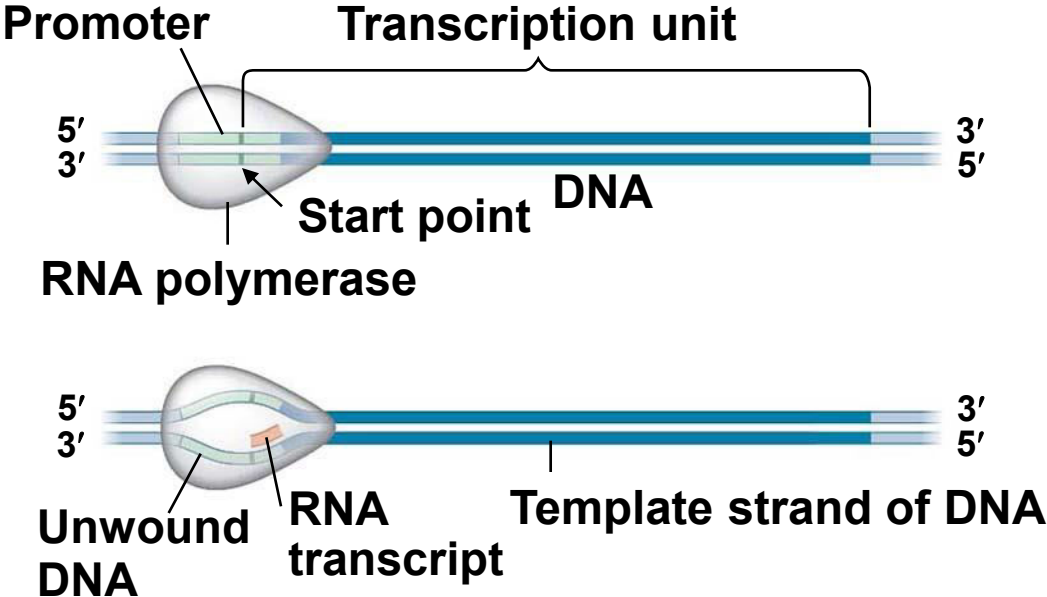 Promoter
Transcription unit
5′
3′
3′
5′
DNA
Start point
RNA polymerase
5′
3′
3′
5′
Unwound
DNA
RNA
transcript
Template strand of DNA